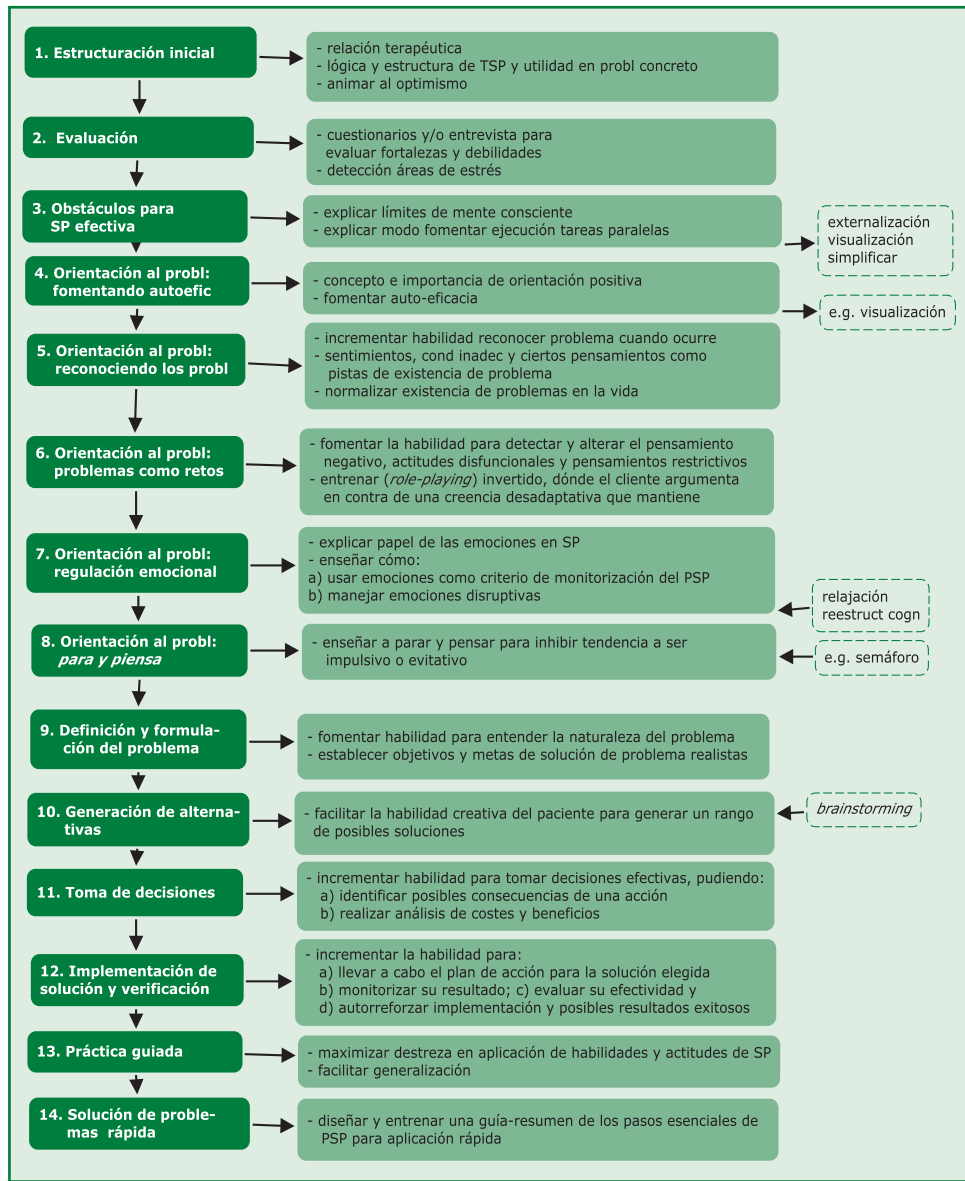 1. Estructuración inicial
- relación terapéutica
- lógica y estructura de TSP y utilidad en probl concreto
- animar al optimismo
2. Evaluación
- cuestionarios y/o entrevista para
evaluar fortalezas y debilidades
- detección áreas de estrés
3. Obstáculos para
SP efectiva
- explicar límites de mente consciente
- explicar modo fomentar ejecución tareas paralelas
externalización
visualización
simplificar
4. Orientación al probl:
fomentando autoefic
- concepto e importancia de orientación positiva
- fomentar auto-eficacia
e.g. visualización
5. Orientación al probl:
reconociendo los probl
- incrementar habilidad reconocer problema cuando ocurre
- sentimientos, cond inadec y ciertos pensamientos como
pistas de existencia de problema
- normalizar existencia de problemas en la vida
6. Orientación al probl:
problemas como retos
- fomentar la habilidad para detectar y alterar el pensamiento
negativo, actitudes disfuncionales y pensamientos restrictivos
- entrenar (role-playing) invertido, dónde el cliente argumenta
en contra de una creencia desadaptativa que mantiene
7. Orientación al probl:
regulación emocional
- explicar papel de las emociones en SP
- enseñar cómo:
a) usar emociones como criterio de monitorización del PSP
b) manejar emociones disruptivas
relajación
reestruct cogn
8. Orientación al probl:
para y piensa
- enseñar a parar y pensar para inhibir tendencia a ser
impulsivo o evitativo
e.g. semáforo
9. Definición y formula-
ción del problema
- fomentar habilidad para entender la naturaleza del problema
- establecer objetivos y metas de solución de problema realistas
10. Generación de alterna-
tivas
- facilitar la habilidad creativa del paciente para generar un rango
de posibles soluciones
brainstorming
11. Toma de decisiones
- incrementar habilidad para tomar decisiones efectivas, pudiendo:
a) identificar posibles consecuencias de una acción
b) realizar análisis de costes y beneficios
12. Implementación de
solución y verificación
- incrementar la habilidad para:
a) llevar a cabo el plan de acción para la solución elegida
b) monitorizar su resultado; c) evaluar su efectividad y
d) autorreforzar implementación y posibles resultados exitosos
13. Práctica guiada
- maximizar destreza en aplicación de habilidades y actitudes de SP
- facilitar generalización
14. Solución de proble-
mas rápida
- diseñar y entrenar una guía-resumen de los pasos esenciales de
PSP para aplicación rápida